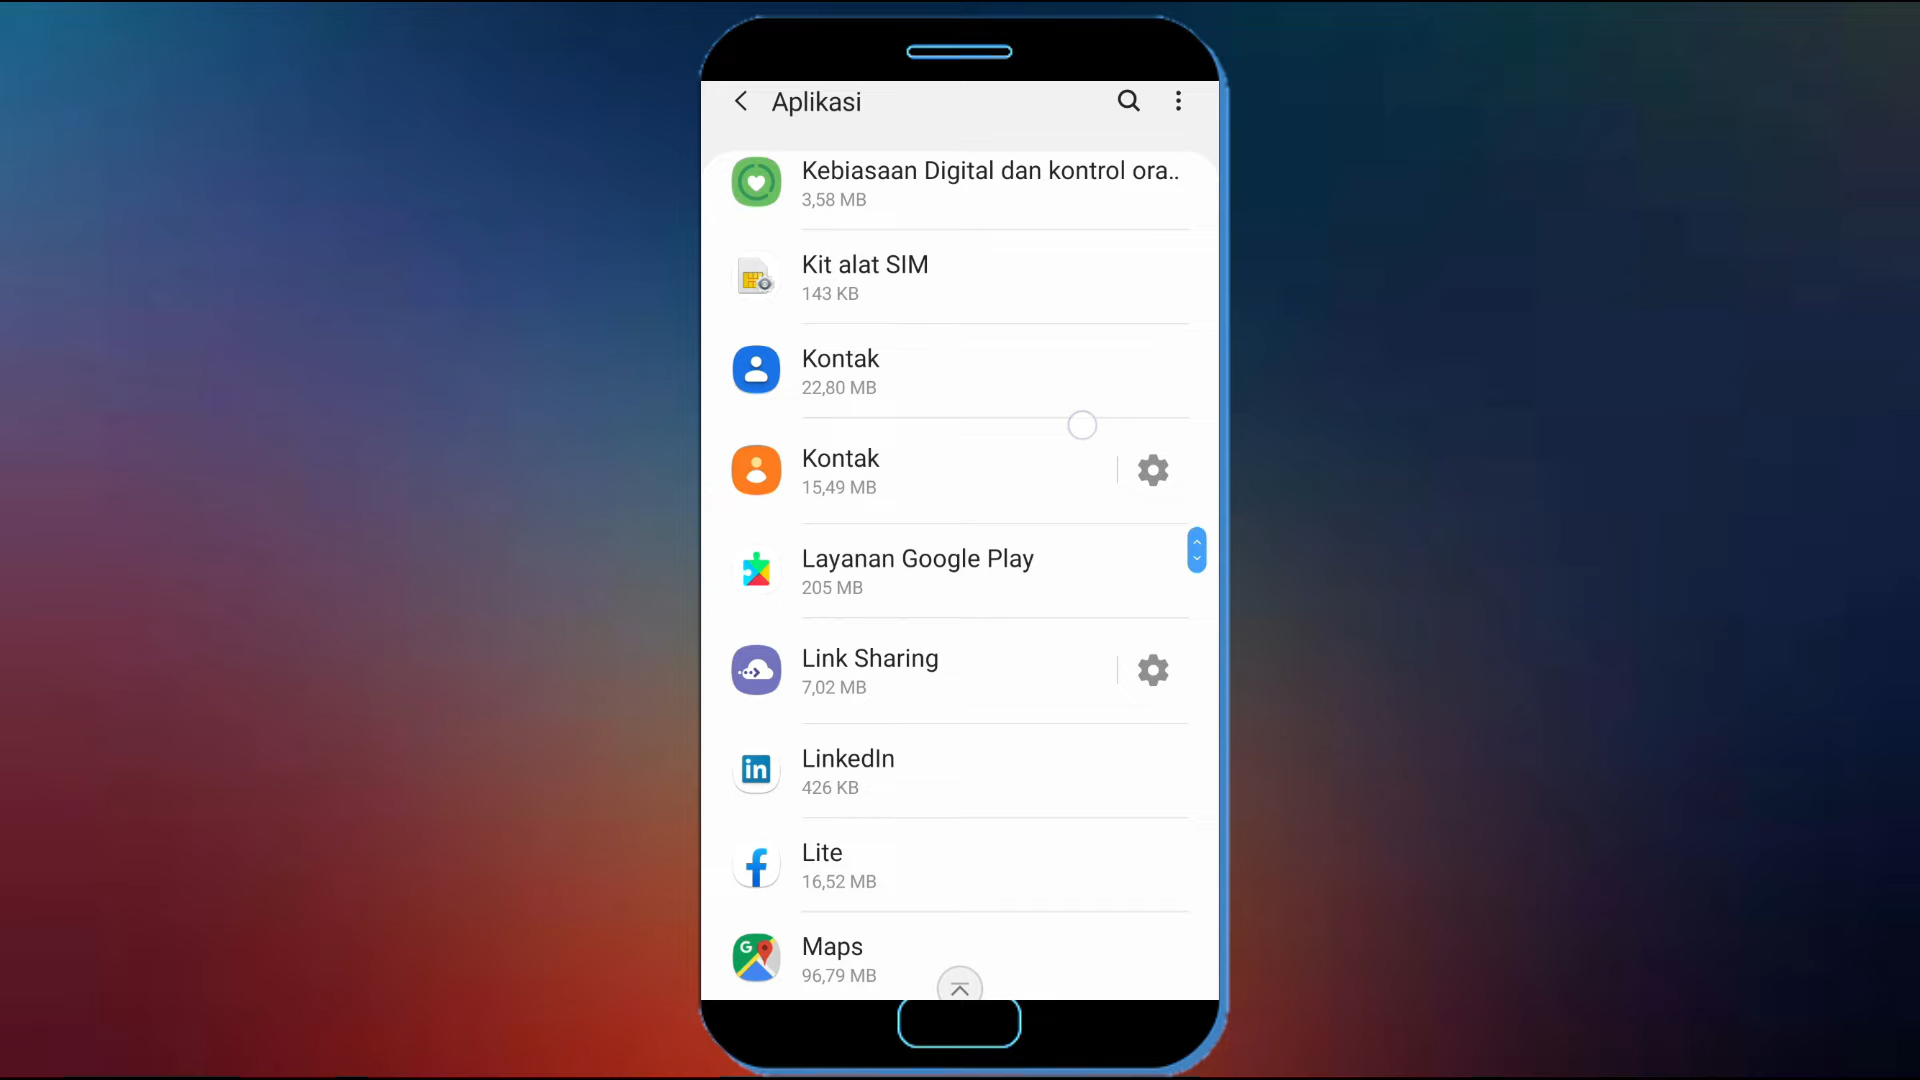 Aplikasi
Kebiasaan Digital dan kontrol ora..
3,58 MB
Kit alat SIM
143 KB
Kontak
22,80 MB
Kontak
15,49 MB
Layanan Google Play
205 MB
Link Sharing
7,02 MB
in
LinkedIn
426 KB
Lite
16,52 MB
G
Maps
96,79 MB